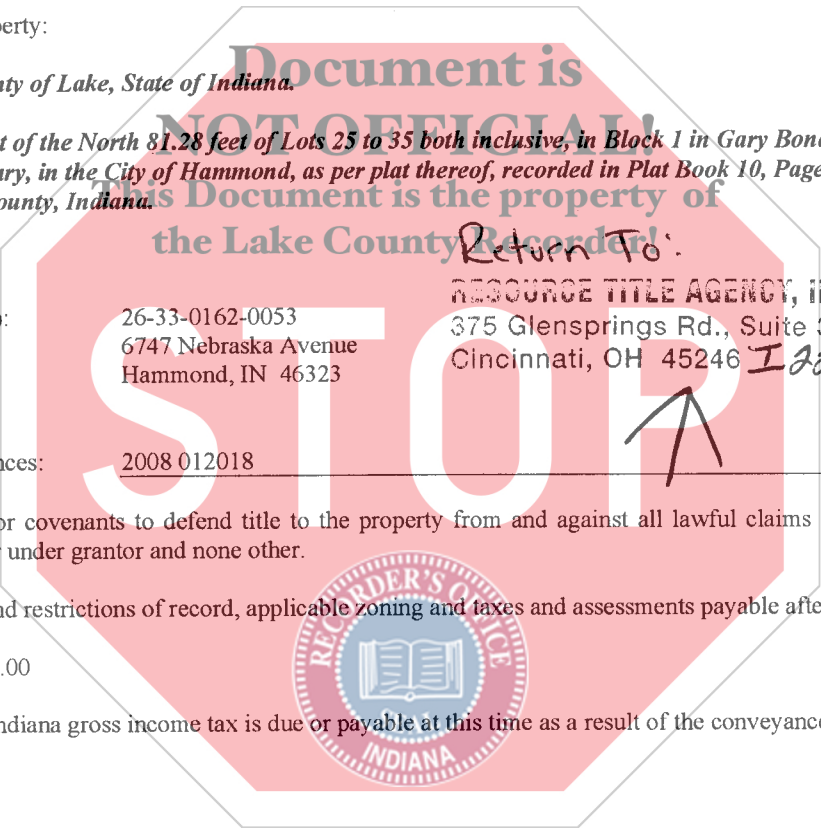 perty:
Document is
nty of Lake, State of Indiana.
NOT OFFICIAL!
t of the North 81.28 feet of Lots 25 to 35 both inclusive, in Block 1 in Gary Bond
ary, in the City of Hammond, as per plat thereof, recorded in Plat Book 10, Page
ounty, Indiana.
This Document is the property of
the Lake County Recorder!
Return To:
RESOURCE TITLE AGENCY, I
375 Glensprings Rd., Suite 3
Cincinnati, OH 45246 I 28
o:
26-33-0162-0053
6747 Nebraska Avenue
Hammond, IN 46323
STOP
nces: 2008 012018
or covenants to defend title to the property from and against all lawful claims
r under grantor and none other.
nd restrictions of record, applicable zoning and taxes and assessments payable afte
.00
ndiana gross income tax is due or payable at this time as a result of the conveyance
RECORDER'S OFFICE
SEAL
INDIANA